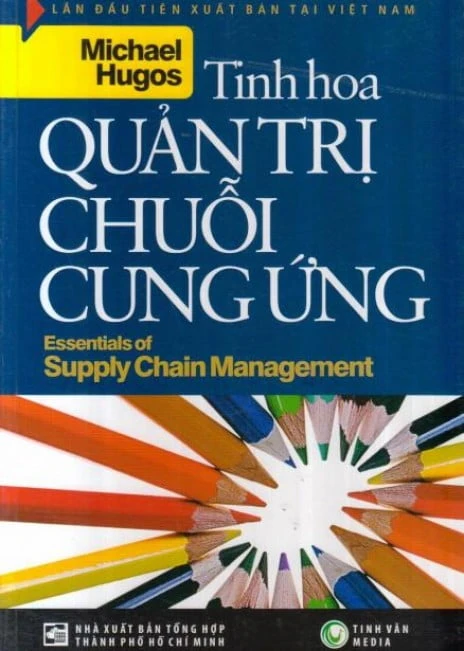 LẦN ĐẦU TIÊN XUẤT BẢN TẠI VIỆT NAM
Michael
Hugos
Tinh hoa
QUẢN TRỊ
CHUỖI
CUNG ỨNG
Essentials of
Supply Chain Management
NHÀ XUẤT BẢN TỔNG HỢP
THÀNH PHỐ HỒ CHÍ MINH
TINH VĂN
MEDIA